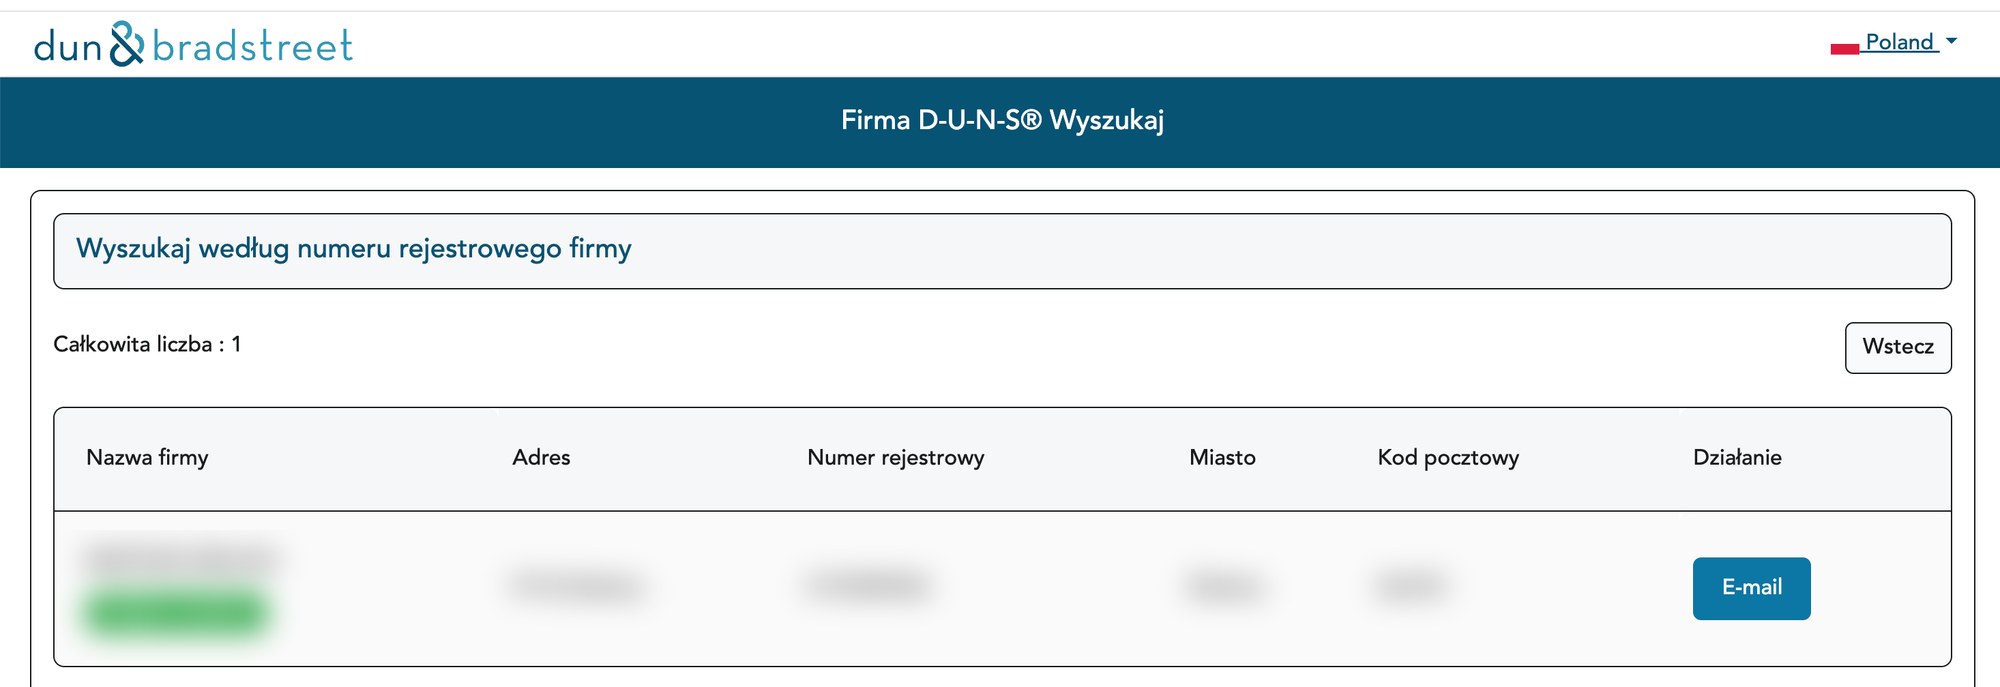 dun & bradstreet
Poland
Firma D-U-N-S® Wyszukaj
Wyszukaj według numeru rejestrowego firmy
Całkowita liczba : 1
Wstecz
Nazwa firmy Adres Numer rejestrowy Miasto Kod pocztowy Działanie
E-mail